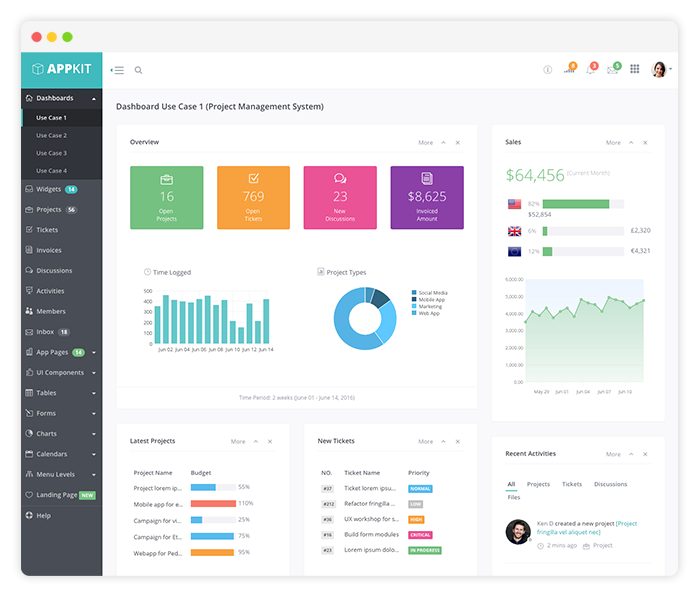 APPKIT
8
3
5
Dashboards
Use Case 1
Use Case 2
Use Case 3
Use Case 4
Widgets 14
Projects 56
Tickets
Invoices
Discussions
Activities
Members
Inbox 18
App Pages 14
UI Components
Tables
Forms
Charts
Calendars
Menu Levels
Landing Page NEW
Help
Dashboard Use Case 1 (Project Management System)
Overview More
16
Open
Projects
769
Open
Tickets
23
New
Discussions
$8,625
Invoiced
Amount
Time Logged
500
400
300
200
100
0
Jun 02 Jun 04 Jun 06 Jun 08 Jun 10 Jun 12 Jun 14
Project Types
Social Media
Mobile App
Marketing
Web App
Time Period: 2 weeks (June 01 - June 14, 2016)
Sales More
$64,456 (Current Month)
82%
$52,854
6% £2,320
12% €4,321
6,000.00
5,000.00
4,000.00
3,000.00
2,000.00
1,000.00
0.00
May 29 Jun 01 Jun 04 Jun 07 Jun 10
Latest Projects More
Project Name Budget
Project lorem ip... 55%
Mobile app for e... 110%
Campaign for vi... 25%
Campaign for Et... 75%
Webapp for Ped... 95%
New Tickets More
NO. Ticket Name Priority
#37 Ticket lorem ipsu... NORMAL
#212 Refactor fringilla ... LOW
#36 UX workshop for s... HIGH
#16 Build form modules CRITICAL
#23 Lorem ipsum dolo... IN PROGRESS
Recent Activities More
All Projects Tickets Discussions
Files
Ken D created a new project [Project
fringilla vel aliquet nec]
2 mins ago Project